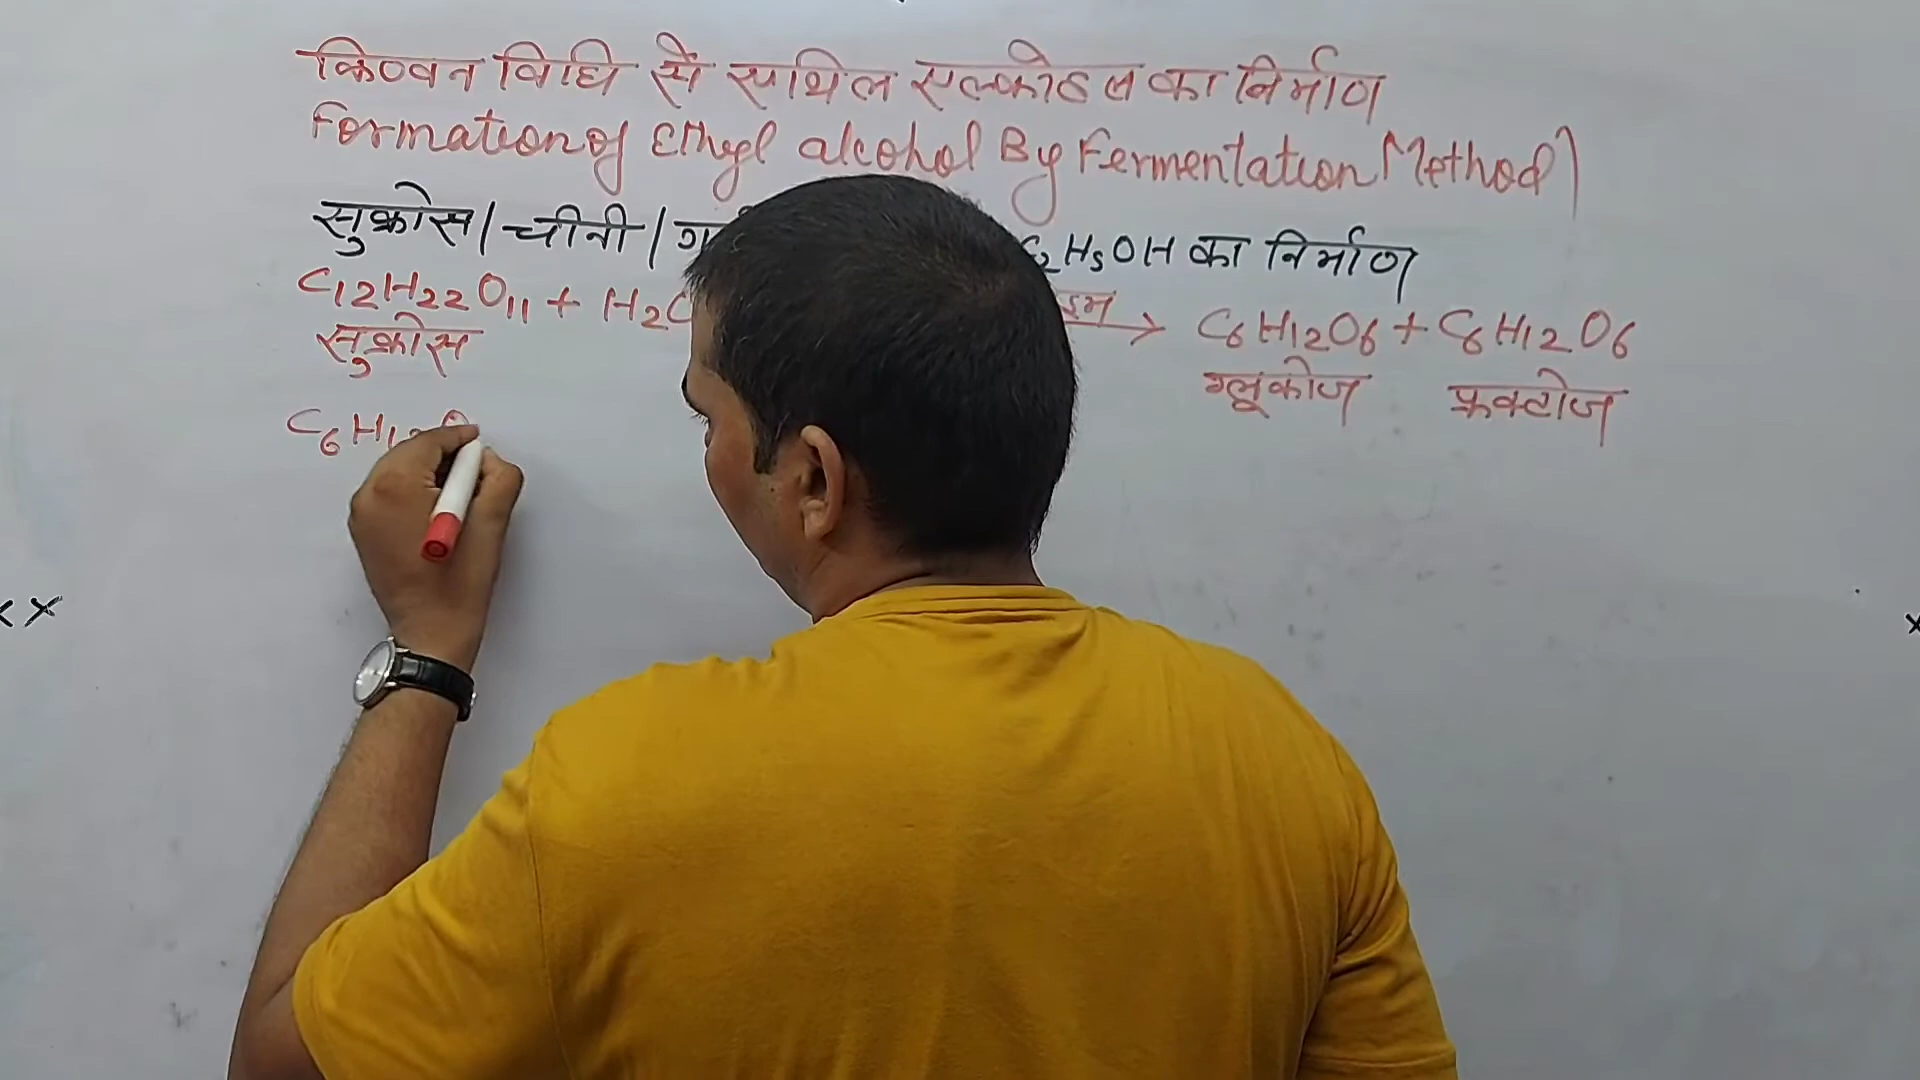 किण्वन विधि से एथिल एल्कोहल का निर्माण
Formation of Ethyl alcohol By Fermentation Method)
सुक्रोस/चीनी/ C2H5OH का निर्माण
C12H22O11 + H2O → C6H12O6 + C6H12O6
सुक्रोस ग्लूकोज फ्रक्टोज
C6H12O
x x
x